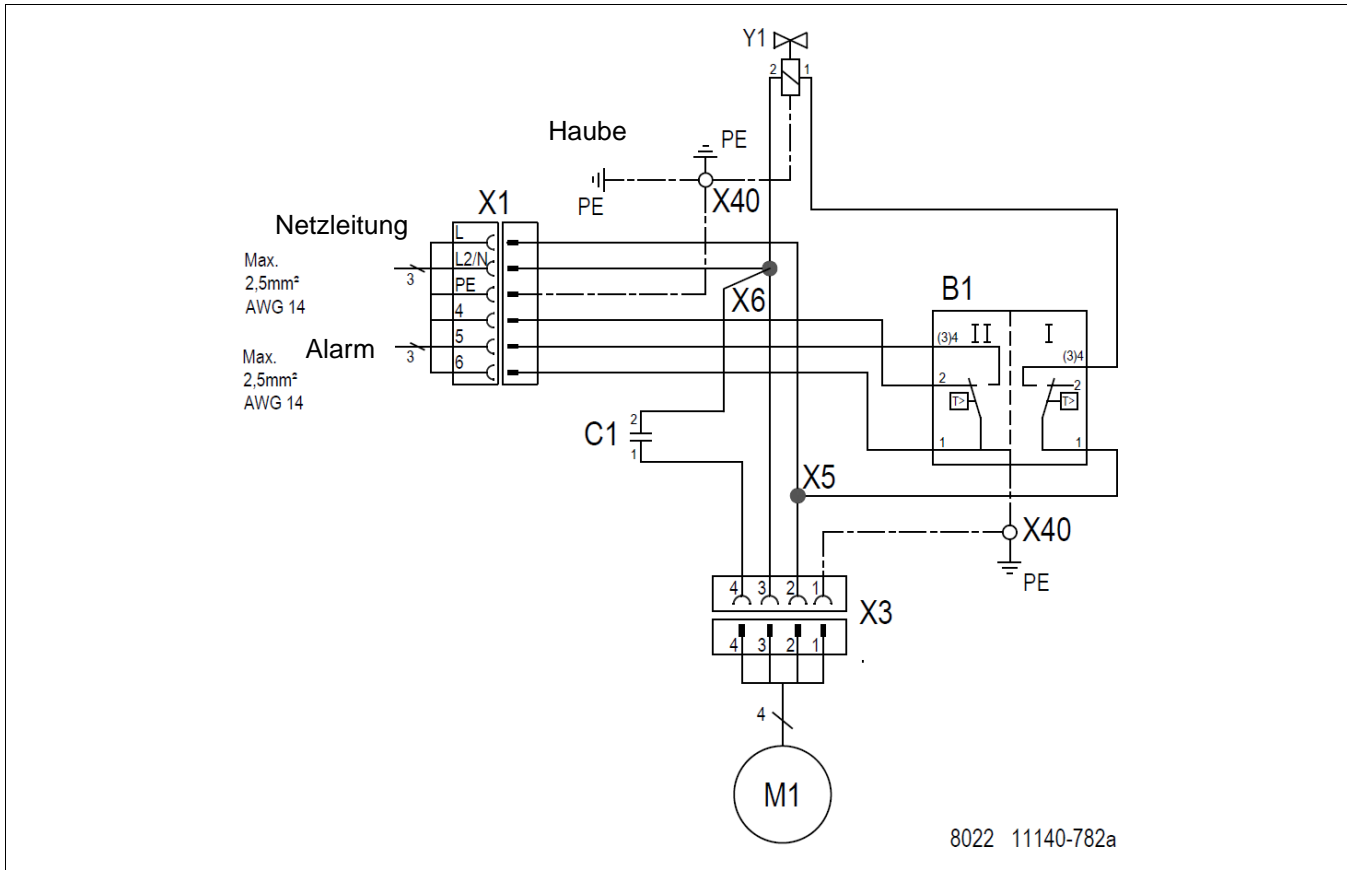 Y1
2 1
Haube
PE
PE
X40
X1
Netzleitung
Max.
2,5mm²
AWG 14
3
L
L2/N
PE
4
5
6
Alarm
3
Max.
2,5mm²
AWG 14
X6
B1
(3)4 II I
(3)4
2 2
T> T>
1 1
C1
2
1
X5
X40
PE
4 3 2 1
X3
4 3 2 1
4
M1
8022 11140-782a